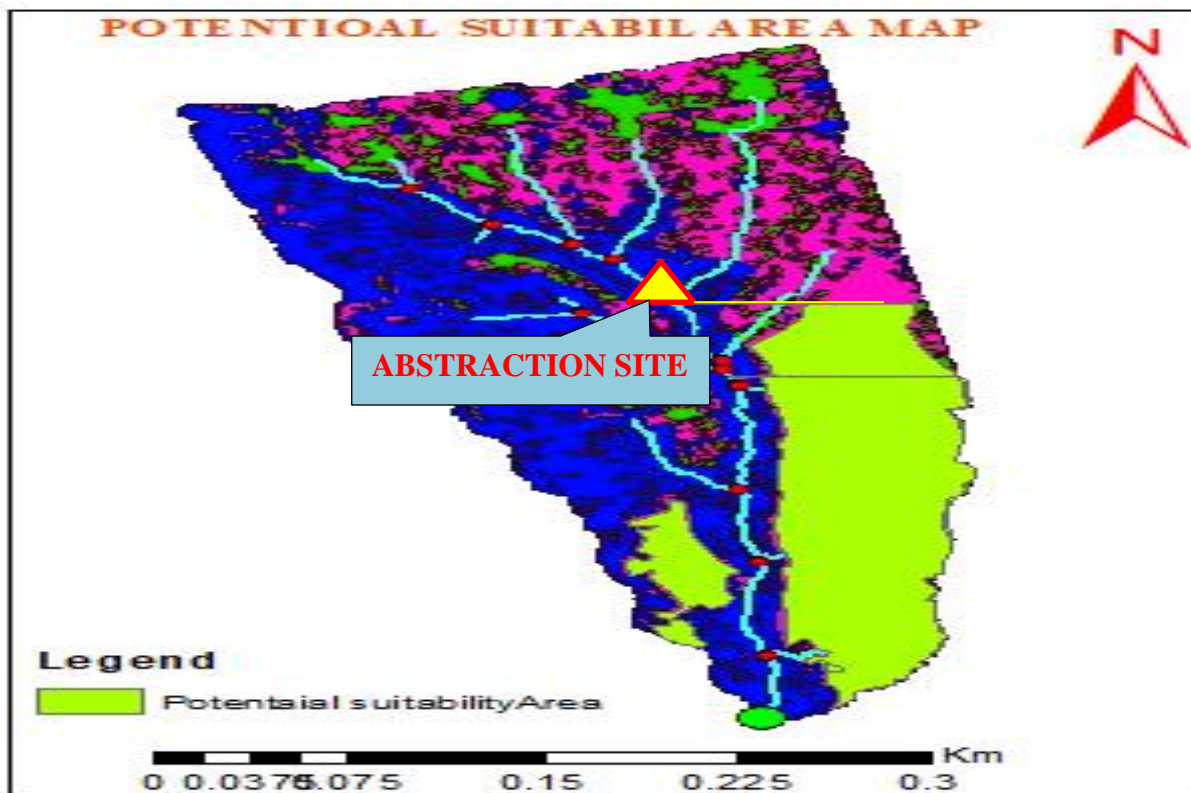 POTENTIOAL SUITABIL AREA MAP
N
ABSTRACTION SITE
Legend
Potentaial suitabilityArea
Km
0 0.0375 0.075 0.15 0.225 0.3